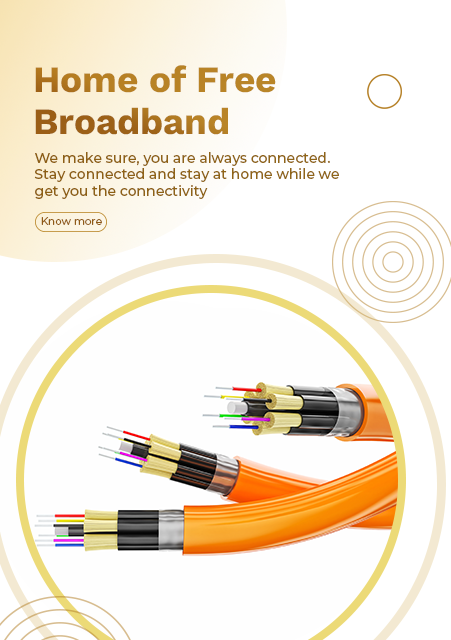 Home of Free
Broadband
We make sure, you are always connected.
Stay connected and stay at home while we
get you the connectivity
Know more